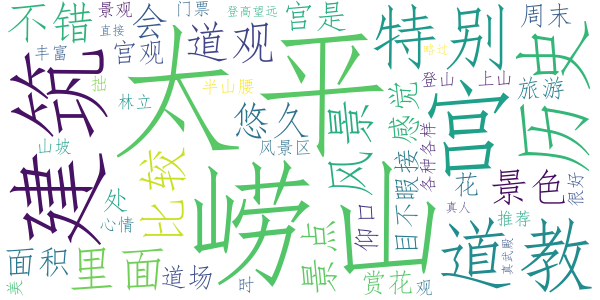 不错 会 景观 门票 登高望远 宫是 周末
丰富 直接 道观 特别 略过
宫观 太平 历史
建筑 挂 半山腰 登山 上山
林立 悠久 风景 感觉 宫 旅游
山坡 比较 风景区 各种各样 很好
处 崂山 目不暇接 花 景色
心情 仰口 真人 推荐
面积 里面 道场 景点 道教
美 时 赏花 观 真武殿